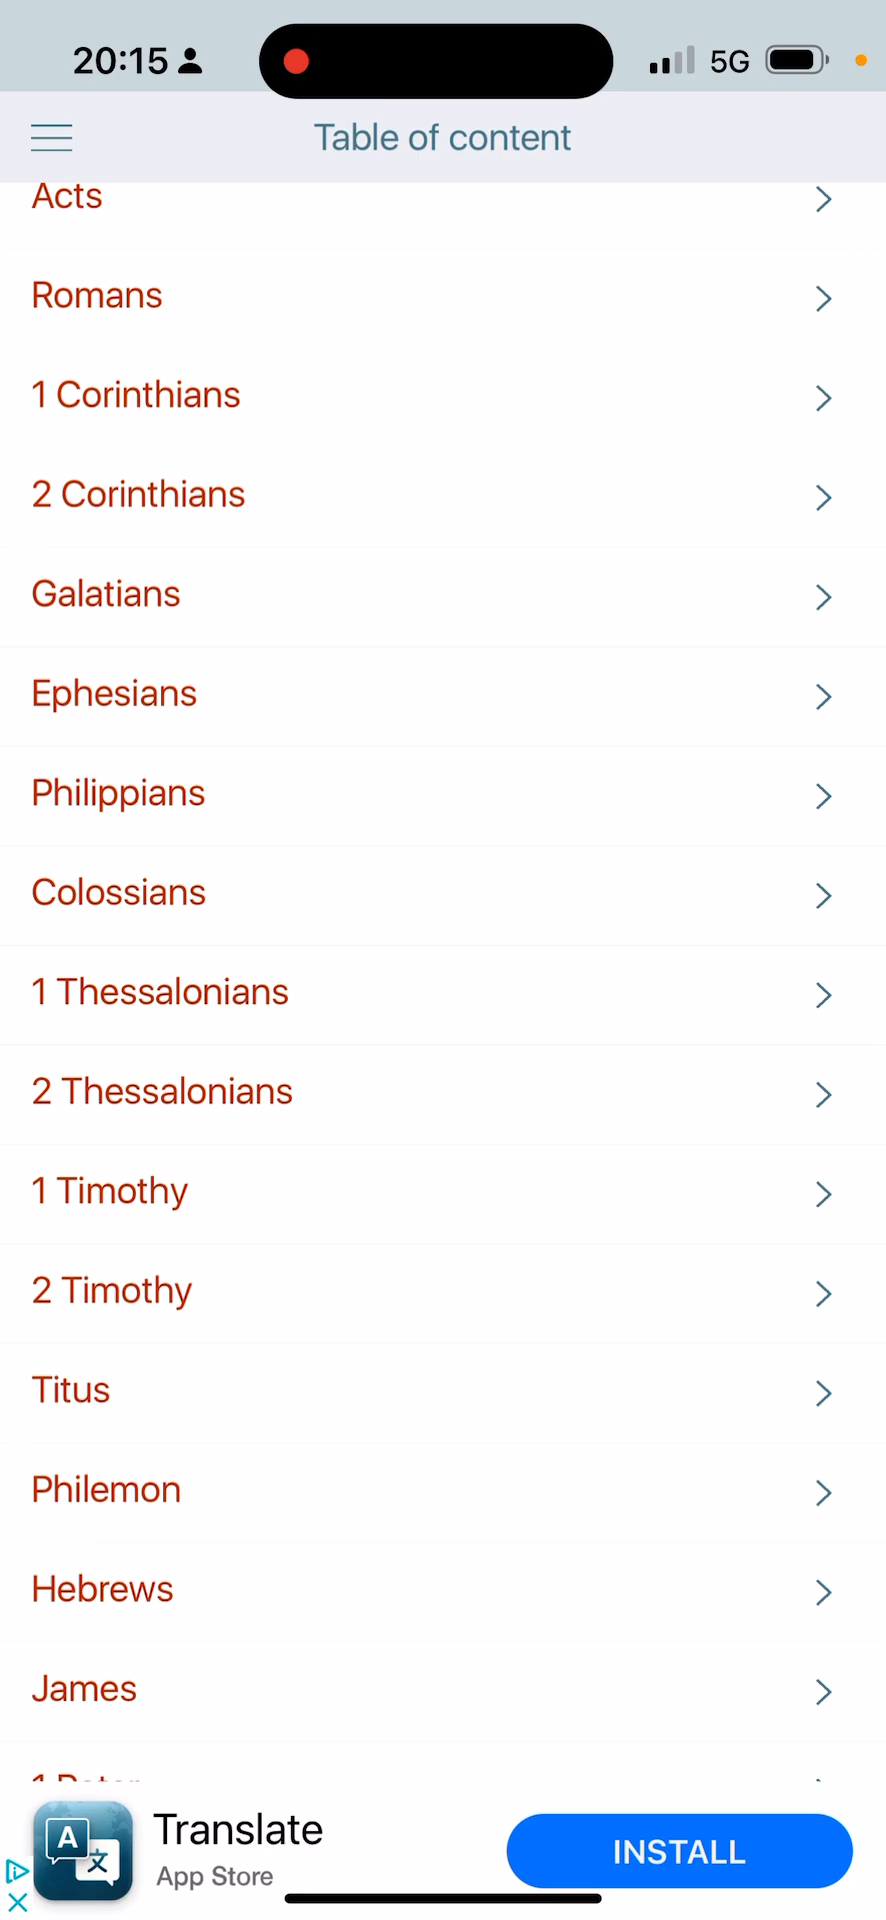 20:15
5G
Table of content
Acts
Romans
1 Corinthians
2 Corinthians
Galatians
Ephesians
Philippians
Colossians
1 Thessalonians
2 Thessalonians
1 Timothy
2 Timothy
Titus
Philemon
Hebrews
James
A 文
Translate
App Store
INSTALL